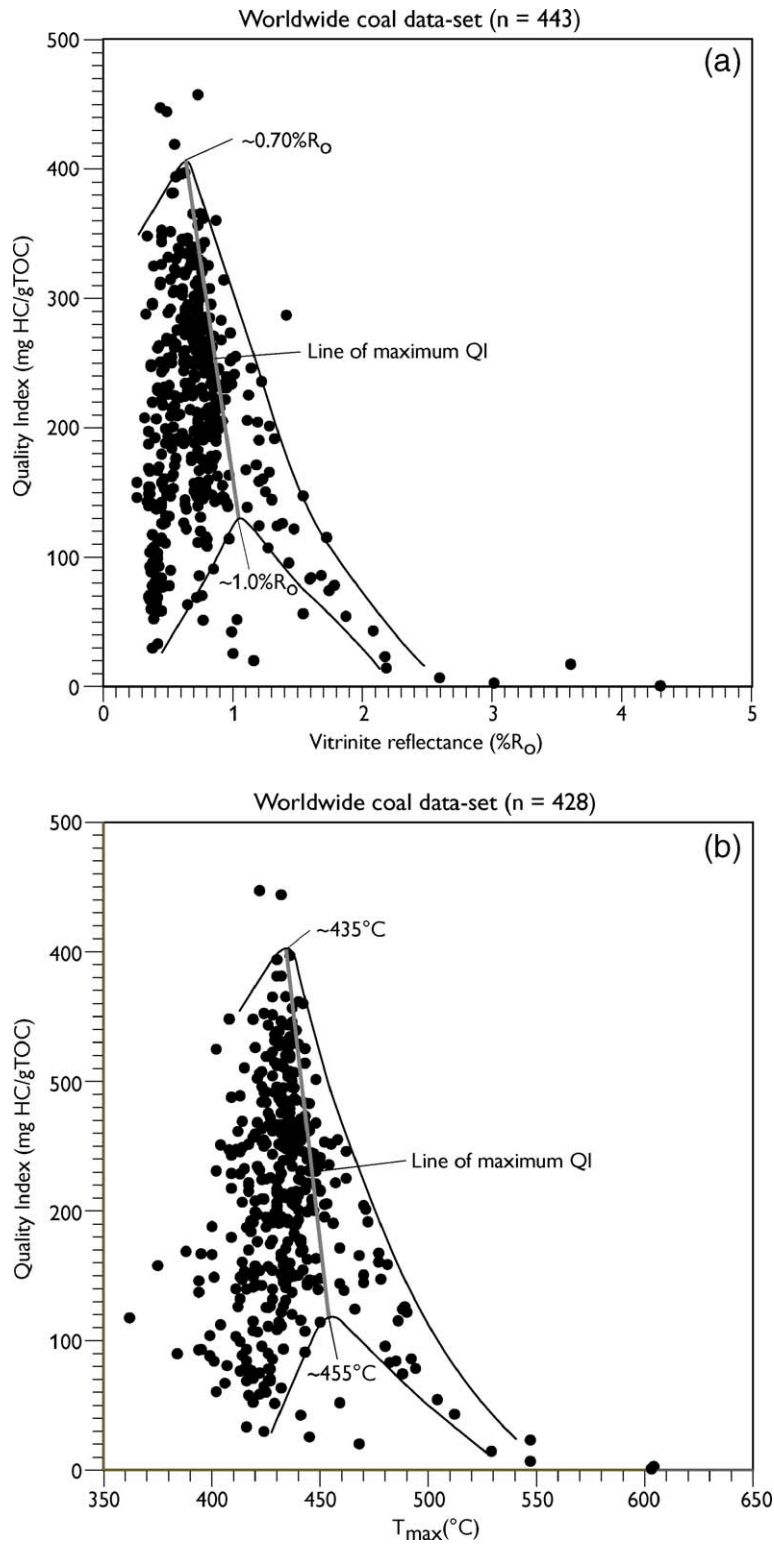 Worldwide coal data-set (n = 443)
(a)
500
400
300
200
100
0
Quality Index (mg HC/gTOC)
~0.70%RO
Line of maximum QI
~1.0%RO
0 1 2 3 4 5
Vitrinite reflectance (%RO)
Worldwide coal data-set (n = 428)
(b)
500
400
500
200
100
0
Quality Index (mg HC/gTOC)
~435°C
Line of maximum QI
~455°C
350 400 450 500 550 600 650
Tmax(°C)